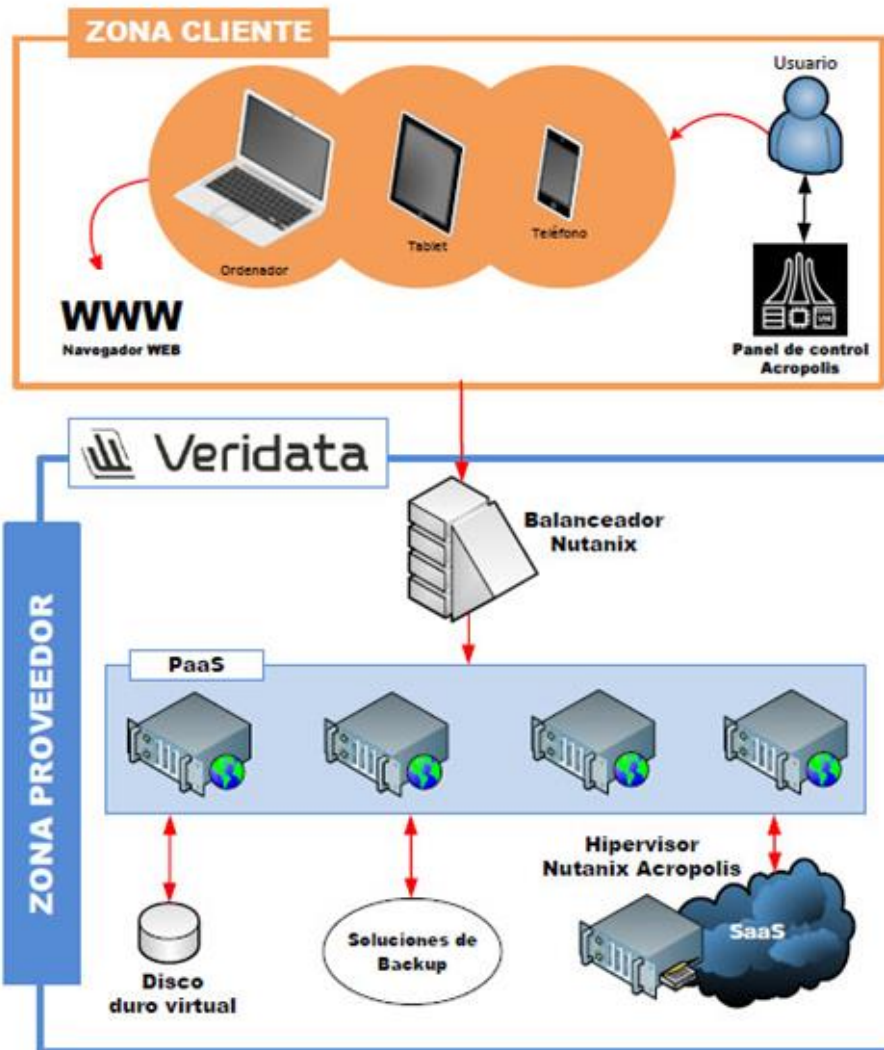 ZONA CLIENTE
Usuario
Ordenador
Tablet
Teléfono
WWW
Navegador WEB
VM
Panel de control
Acropolis
Veridata
ZONA PROVEEDOR
Balanceador
Nutanix
PaaS
Disco
duro virtual
Soluciones de
Backup
Hipervisor
Nutanix Acropolis
SaaS